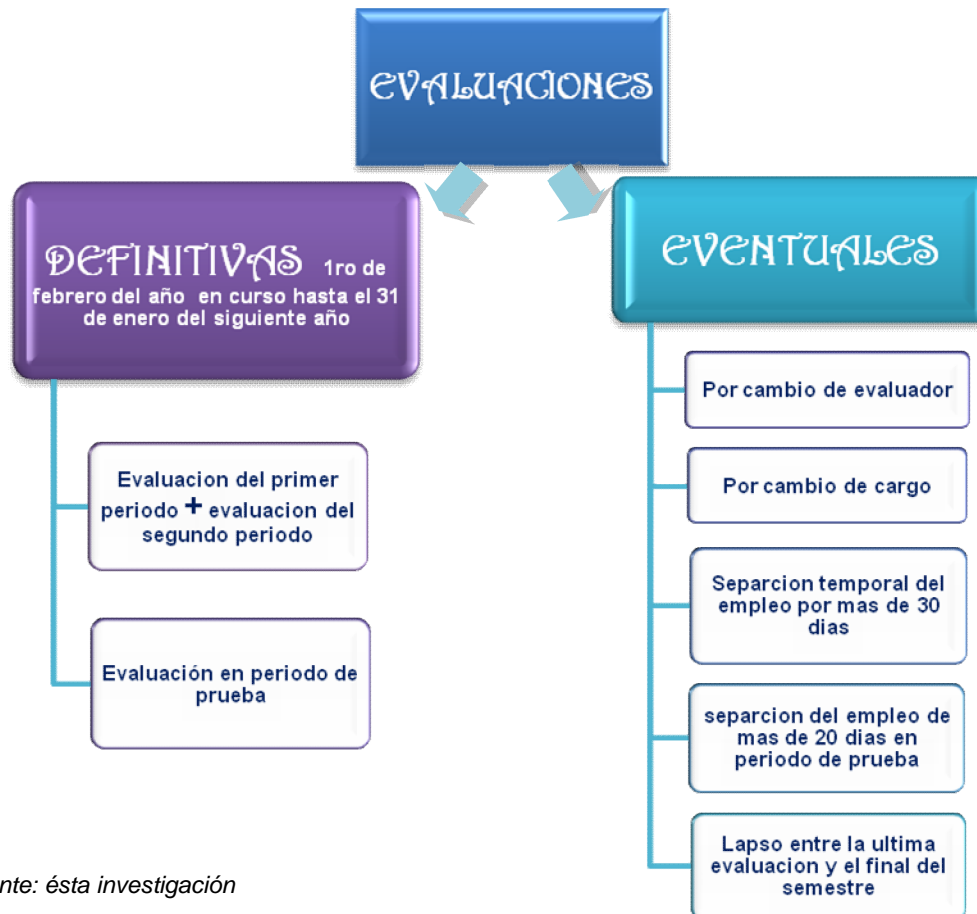 EVALUACIONES
DEFINITIVAS 1ro de
febrero del año en curso hasta el 31
de enero del siguiente año
Evaluacion del primer
periodo + evaluacion del
segundo periodo
Evaluación en periodo de
prueba
EVENTUALES
Por cambio de evaluador
Por cambio de cargo
Separcion temporal del
empleo por mas de 30
dias
separcion del empleo de
mas de 20 dias en
periodo de prueba
Lapso entre la ultima
evaluacion y el final del
semestre
nte: ésta investigación